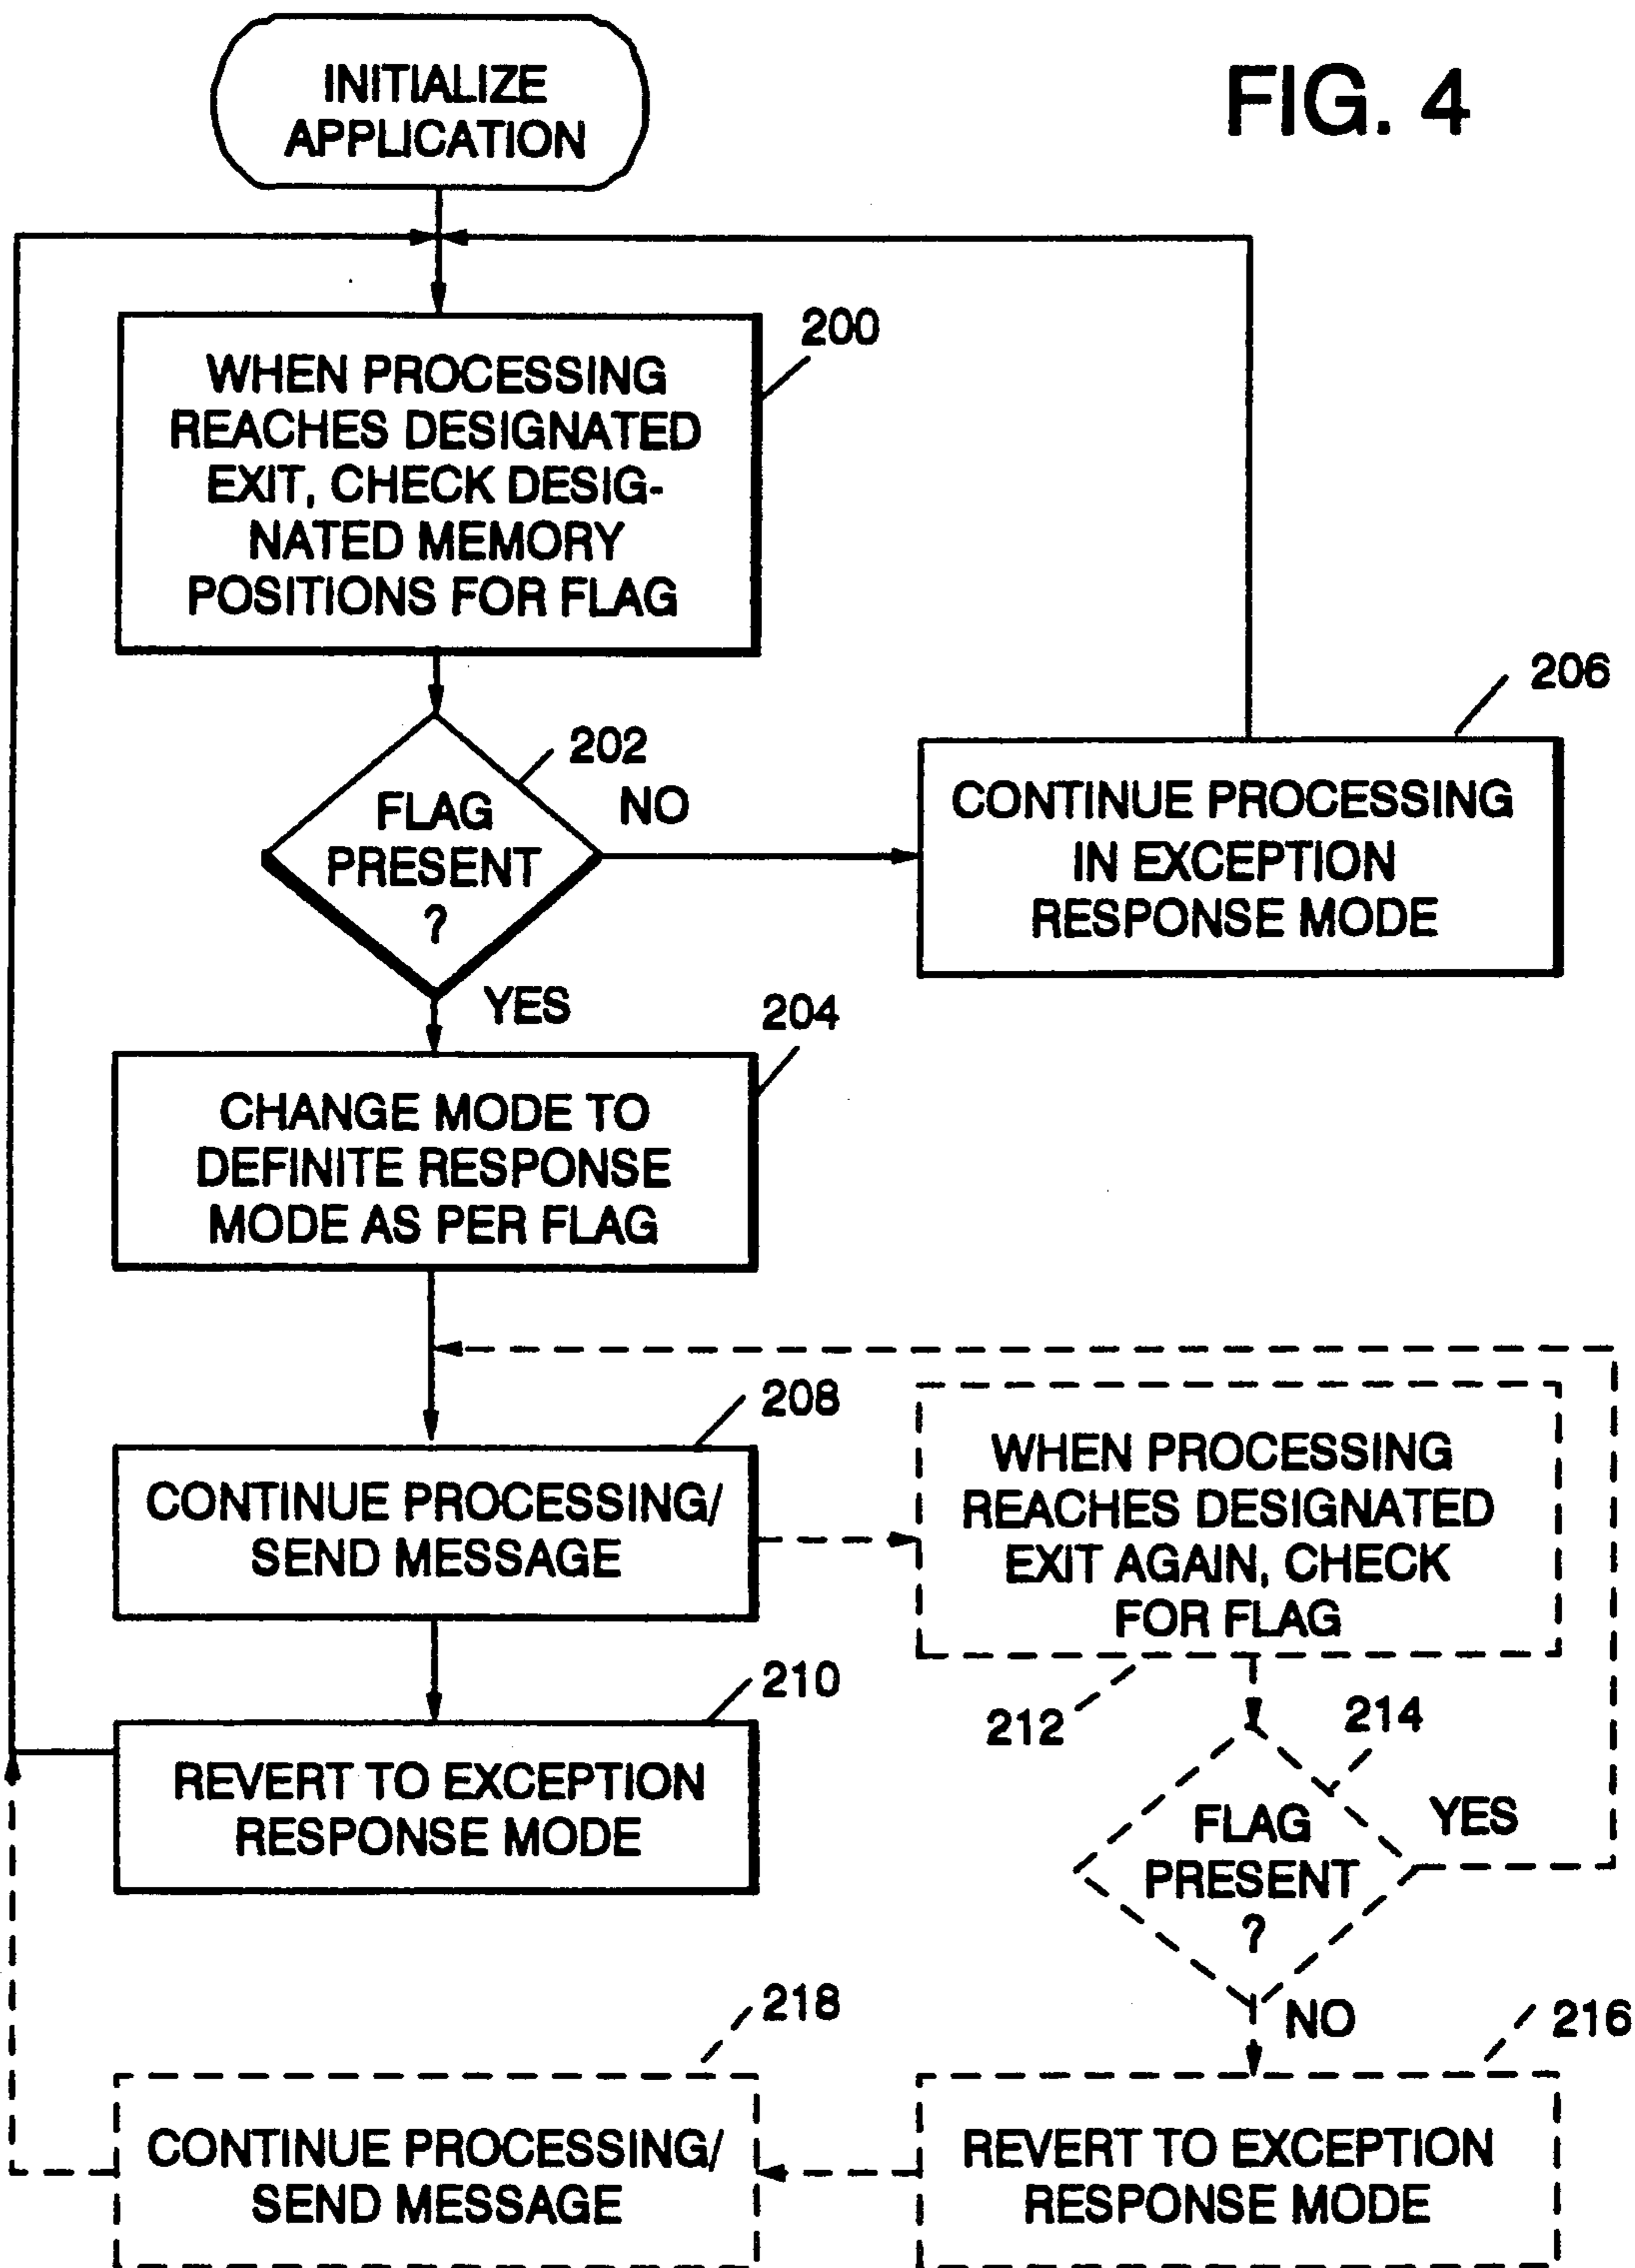 FIG. 4
INITIALIZE
APPLICATION
200
WHEN PROCESSING
REACHES DESIGNATED
EXIT, CHECK DESIG-
NATED MEMORY
POSITIONS FOR FLAG
202
FLAG
PRESENT
?
NO
206
CONTINUE PROCESSING
IN EXCEPTION
RESPONSE MODE
YES
204
CHANGE MODE TO
DEFINITE RESPONSE
MODE AS PER FLAG
208
CONTINUE PROCESSING/
SEND MESSAGE
WHEN PROCESSING
REACHES DESIGNATED
EXIT AGAIN, CHECK
FOR FLAG
212
210
REVERT TO EXCEPTION
RESPONSE MODE
214
FLAG
PRESENT
?
YES
NO
216
REVERT TO EXCEPTION
RESPONSE MODE
218
CONTINUE PROCESSING/
SEND MESSAGE